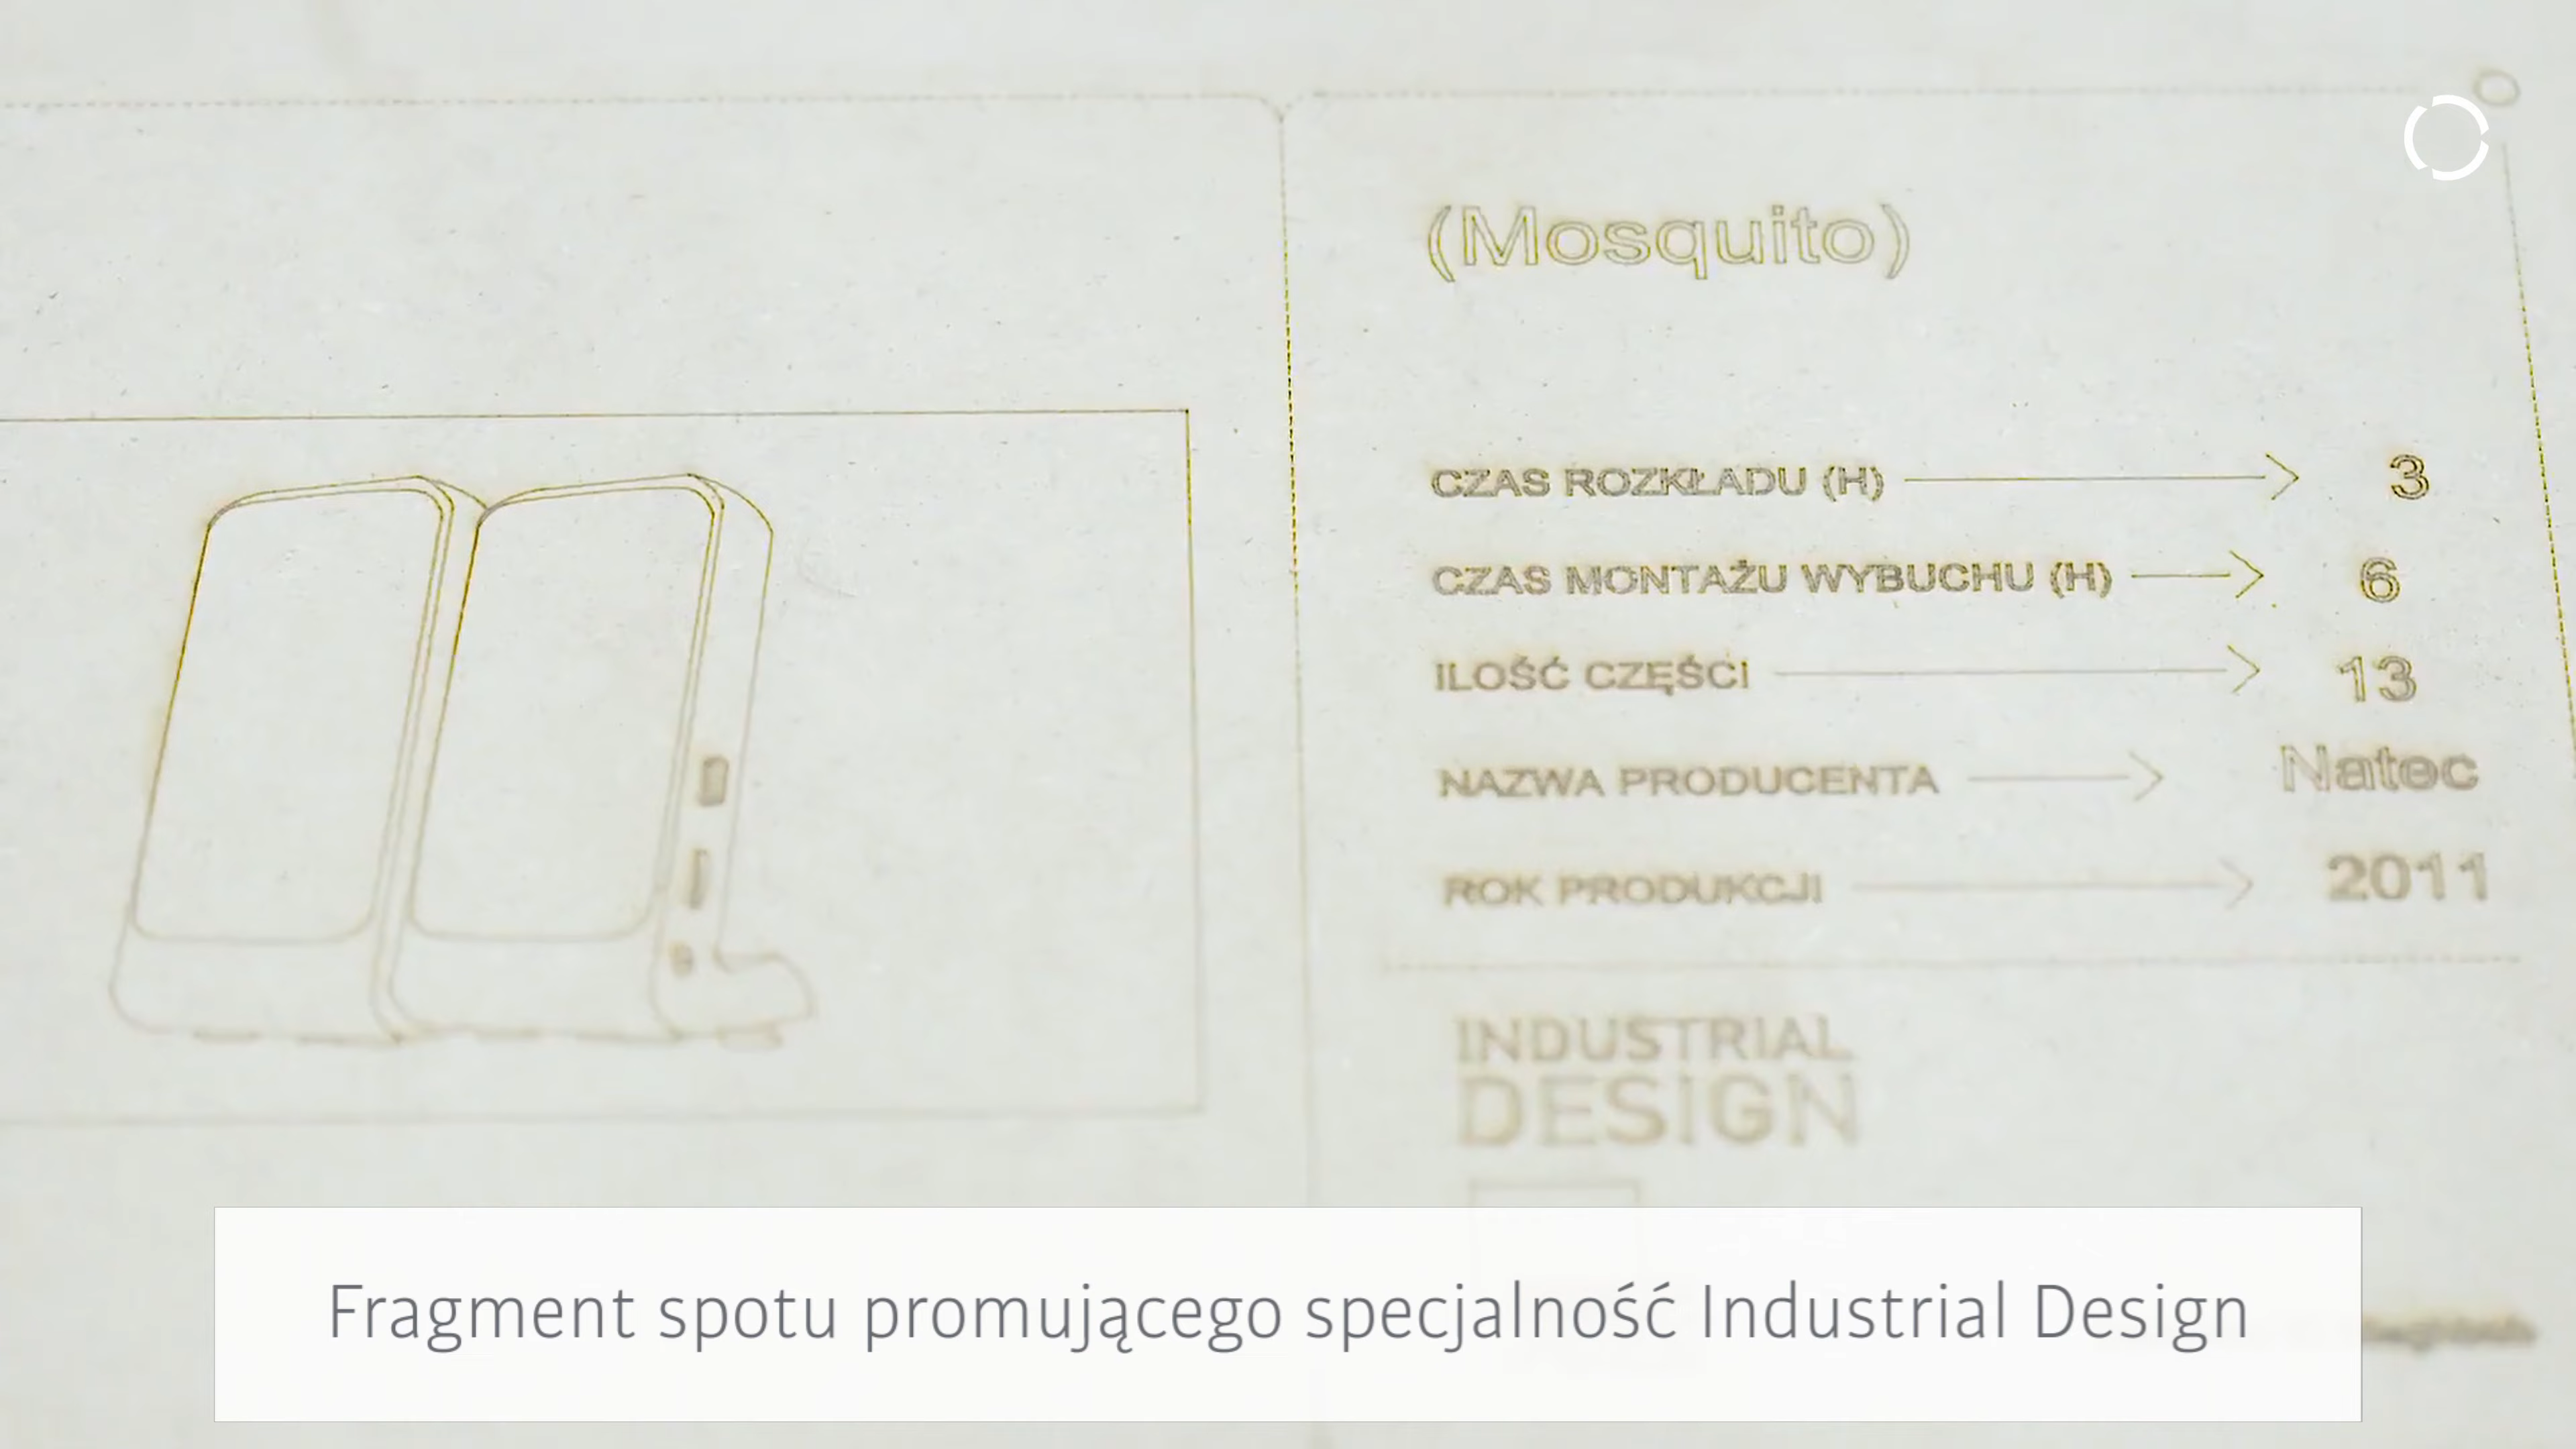 (Mosquito)
CZAS ROZKŁADU (H) 3
CZAS MONTAŻU WYBUCHU (H) 6
ILOŚĆ CZĘŚCI 13
NAZWA PRODUCENTA Natec
ROK PRODUKCJI 2011
INDUSTRIAL
DESIGN
Fragment spotu promującego specjalność Industrial Design